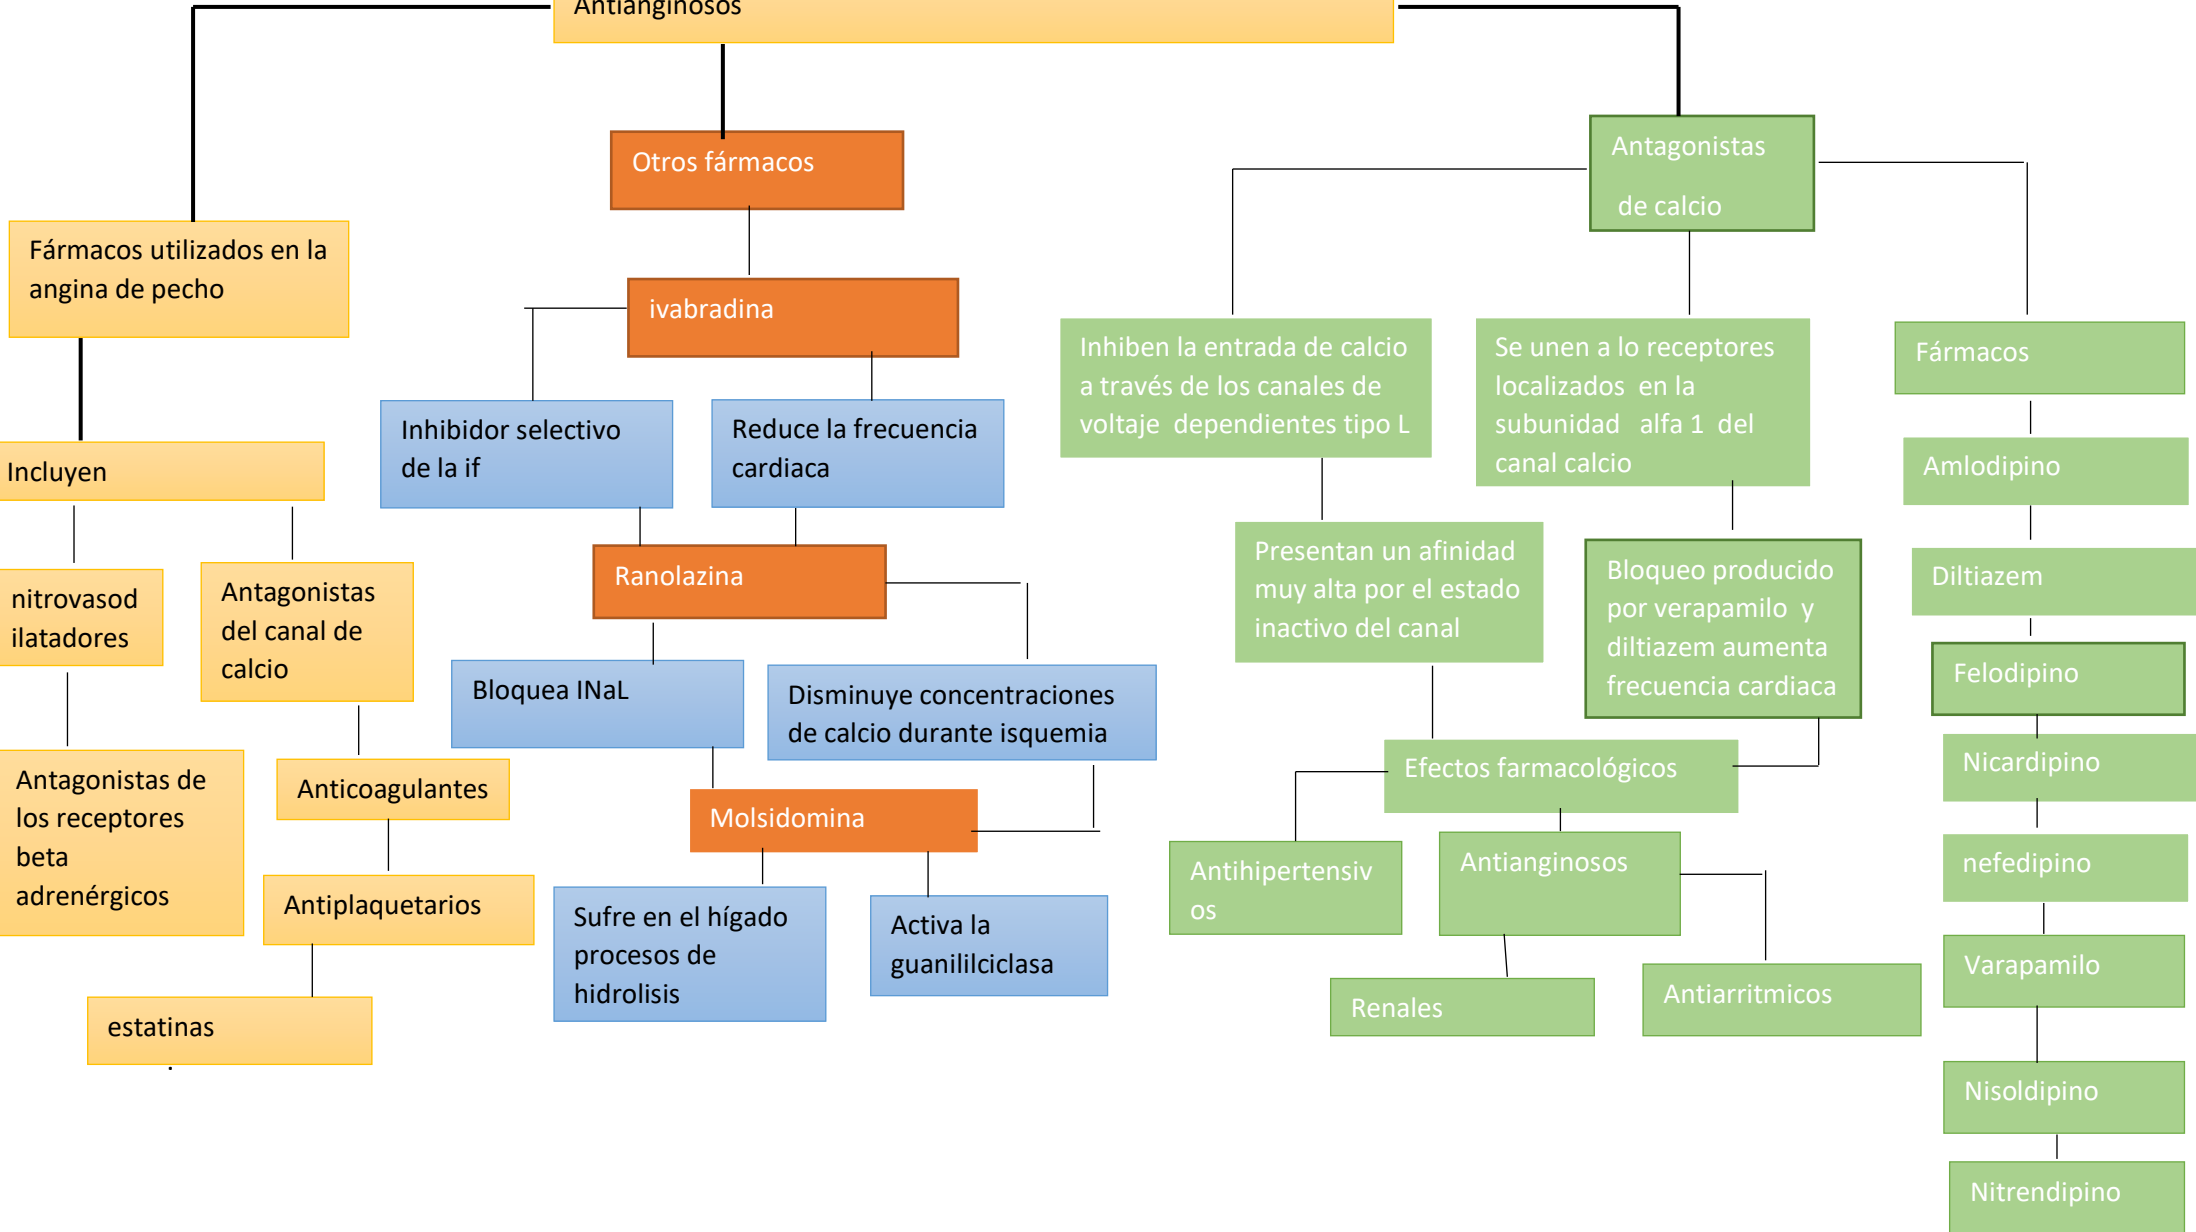 Antianginosos
Otros fármacos
Antagonistas
de calcio
Fármacos utilizados en la
angina de pecho
ivabradina
Inhiben la entrada de calcio
a través de los canales de
voltaje dependientes tipo L
Se unen a lo receptores
localizados en la
subunidad alfa 1 del
canal calcio
Fármacos
Inhibidor selectivo
de la if
Reduce la frecuencia
cardiaca
Incluyen
Amlodipino
Presentan un afinidad
muy alta por el estado
inactivo del canal
Bloqueo producido
por verapamilo y
diltiazem aumenta
frecuencia cardiaca
Diltiazem
nitrovasod
ilatadores
Antagonistas
del canal de
calcio
Ranolazina
Felodipino
Bloquea INaL
Disminuye concentraciones
de calcio durante isquemia
Nicardipino
Antagonistas de
los receptores
beta
adrenérgicos
Anticoagulantes
Molsidomina
Efectos farmacológicos
nefedipino
Antiplaquetarios
Sufre en el hígado
procesos de
hidrolisis
Activa la
guanililciclasa
Antihipertensiv
os
Antianginosos
Varapamilo
estatinas
Renales
Antiarritmicos
Nisoldipino
Nitrendipino